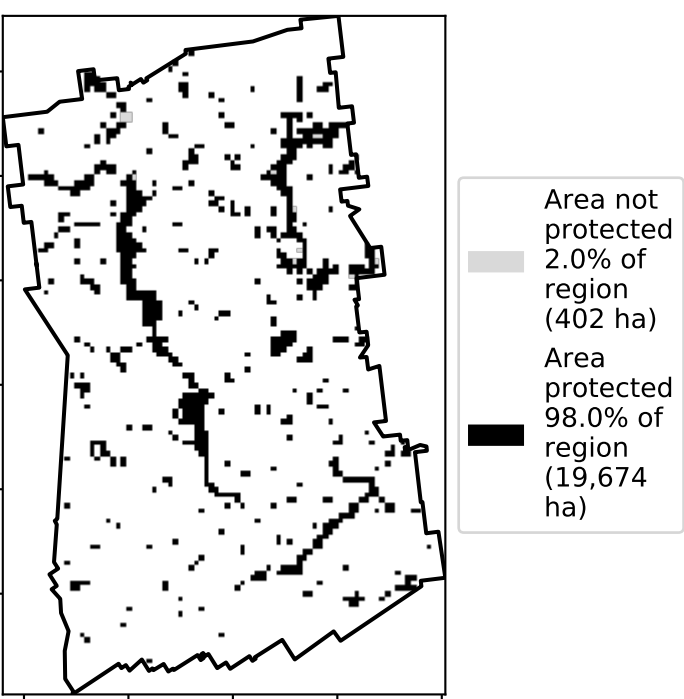 Area not
protected
2.0% of
region
(402 ha)
Area
protected
98.0% of
region
(19,674
ha)